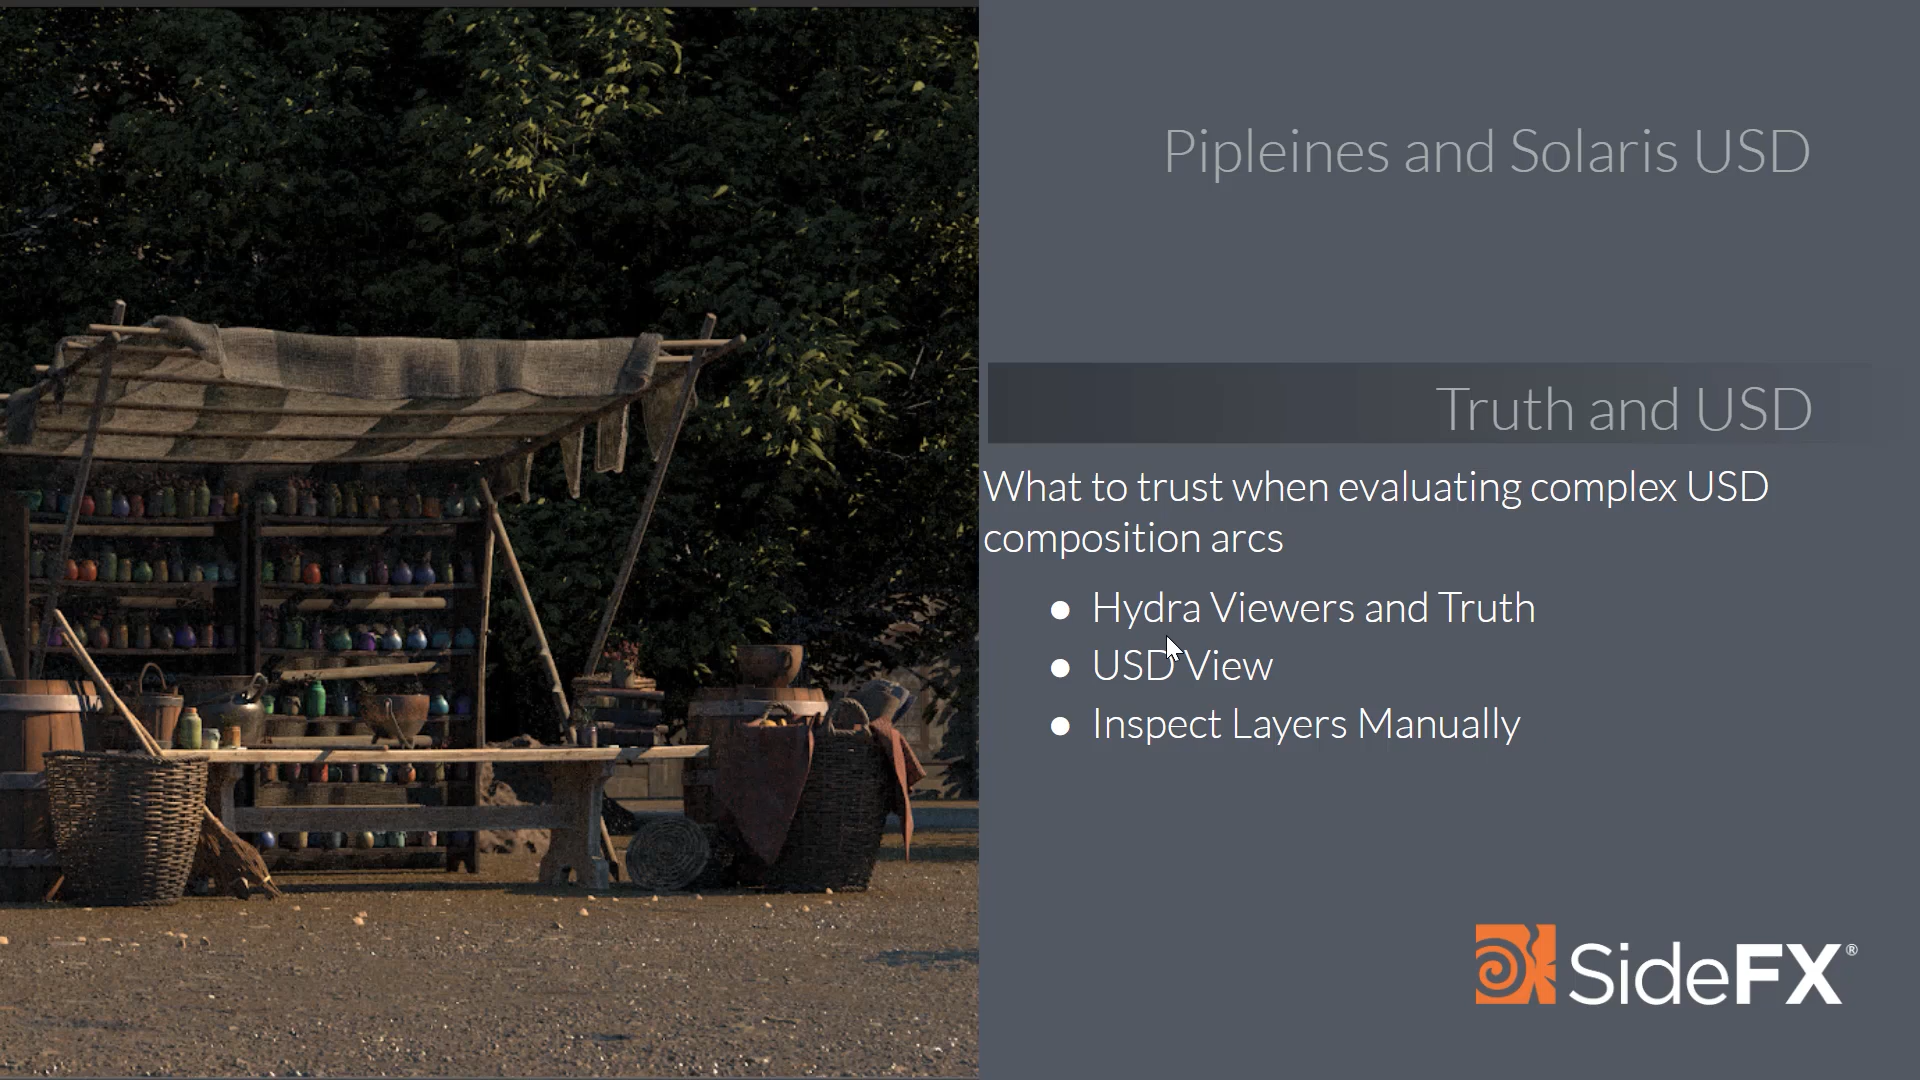 Pipleines and Solaris USD
Truth and USD
What to trust when evaluating complex USD
composition arcs
● Hydra Viewers and Truth
● USD View
● Inspect Layers Manually
SideFX®